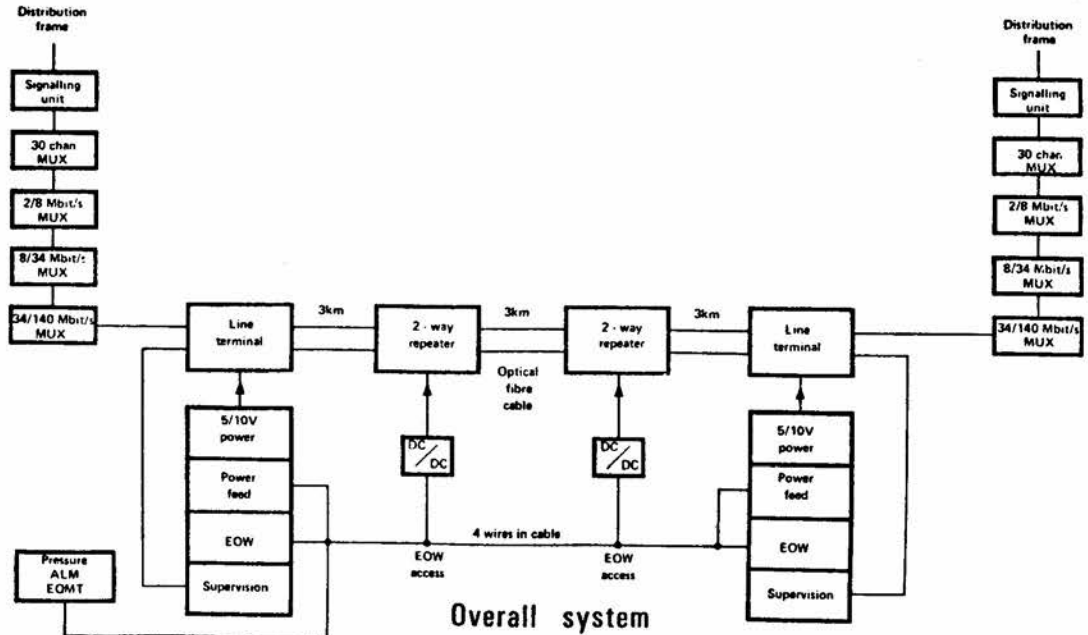 Distribution
frame
Signalling
unit
30 chan
MUX
2/8 Mbit/s
MUX
8/34 Mbit/s
MUX
34/140 Mbit/s
MUX
Line
terminal
3km
2 - way
repeater
3km
Optical
fibre
cable
2 - way
repeater
3km
Line
terminal
Distribution
frame
Signalling
unit
30 chan
MUX
2/8 Mbit/s
MUX
8/34 Mbit/s
MUX
34/140 Mbit/s
MUX
5/10V
power
Power
feed
EOW
Supervision
DC
DC
DC
DC
5/10V
power
Power
feed
EOW
Supervision
4 wires in cable
EOW
access
EOW
access
Pressure
ALM
EQMT
Overall system